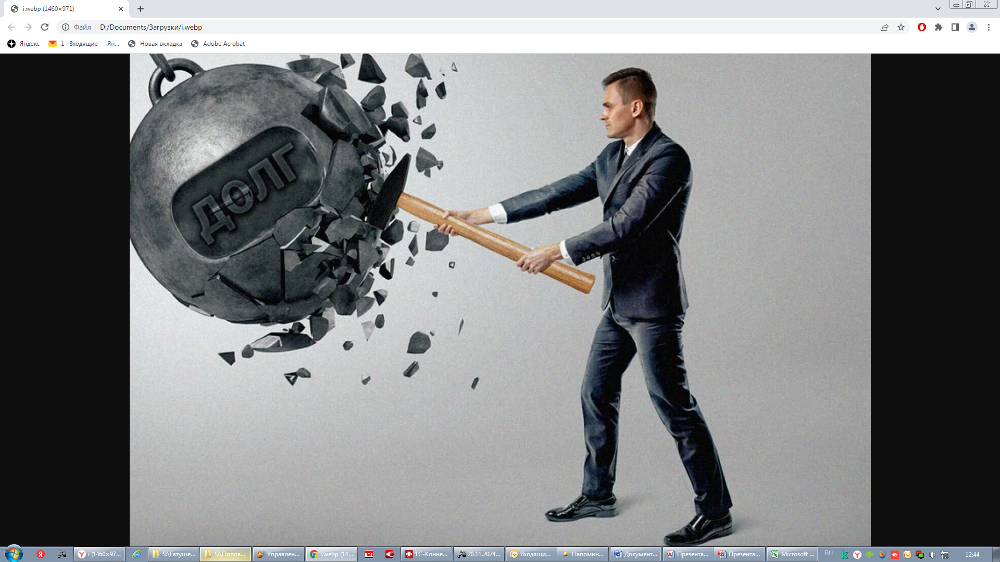 i.webp (1460×971)
Файл
D:/Documents/Загрузки/i.webp
Яндекс
1 · Входящие — Ян...
Новая вкладка
Adobe Acrobat
ДОЛГ
i (1460×97...
S:\Евтуше...
S:\Попов...
Управлен...
i.webp (14...
БФТ
1С-Конне...
20.11.2024...
Входящи...
Напомин...
Документ...
Презента...
Презента...
Microsoft ...
RU
12:44